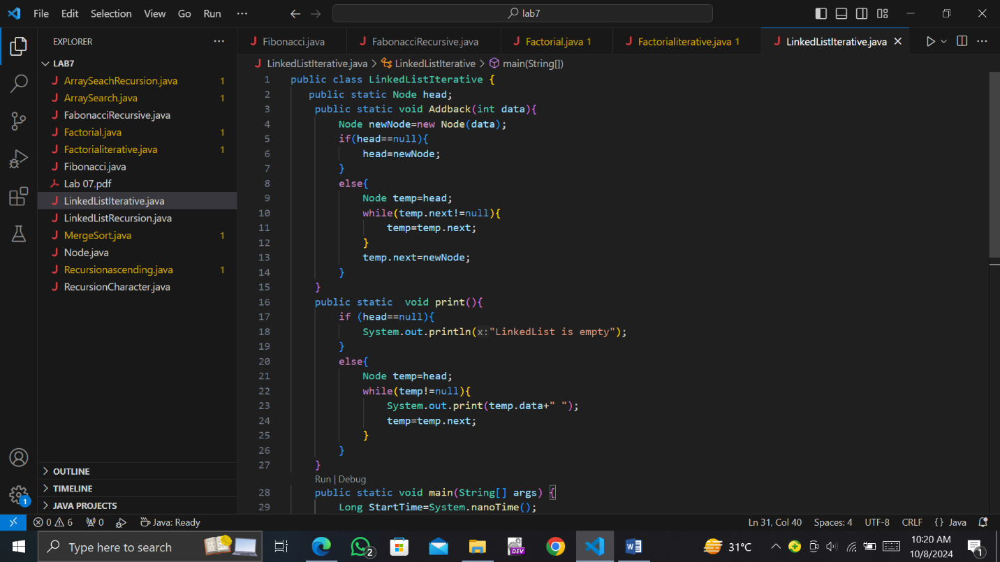 File Edit Selection View Go Run ··· lab7
EXPLORER ···
LAB7
ArraySeachRecursion.java 1
ArraySearch.java 1
FabonacciRecursive.java
Factorial.java 1
Factorialiterative.java 1
Fibonacci.java
Lab 07.pdf
LinkedListIterative.java
LinkedListRecursion.java
MergeSort.java 1
Node.java
Recursionascending.java 1
RecursionCharacter.java
OUTLINE
TIMELINE
JAVA PROJECTS
1
Fibonacci.java FabonacciRecursive.java Factorial.java 1 Factorialiterative.java 1 LinkedListIterative.java
LinkedListIterative.java > LinkedListIterative > main(String[])
1 public class LinkedListIterative {
2 public static Node head;
3 public static void Addback(int data){
4 Node newNode=new Node(data);
5 if(head==null){
6 head=newNode;
7 }
8 else{
9 Node temp=head;
10 while(temp.next!=null){
11 temp=temp.next;
12 }
13 temp.next=newNode;
14 }
15 }
16 public static  void print(){
17 if (head==null){
18 System.out.println(x:"LinkedList is empty");
19 }
20 else{
21 Node temp=head;
22 while(temp!=null){
23 System.out.print(temp.data+" ");
24 temp=temp.next;
25 }
26 }
27 }
Run | Debug
28 public static void main(String[] args) {
29 Long StartTime=System.nanoTime();
0 6 0 Java: Ready Ln 31, Col 40 Spaces: 4 UTF-8 CRLF {} Java
Type here to search 2 DEV 31°C 10:20 AM
10/8/2024 1